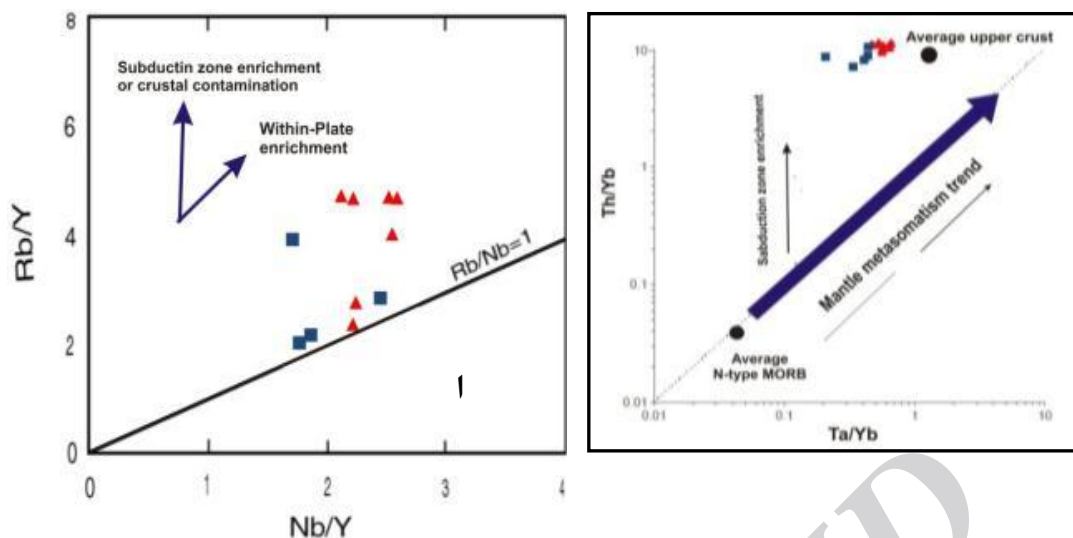 8
6
4
2
0
Rb/Y
Subductin zone enrichment
or crustal contamination
Within-Plate
enrichment
Rb/Nb=1
0
1
2
3
4
Nb/Y
10
1
0.1
0.01
Th/Yb
Average upper crust
Sabduction zone enrichment
Mantle metasomatism trend
Average
N-type MORB
0.01
0.1
1
10
Ta/Yb